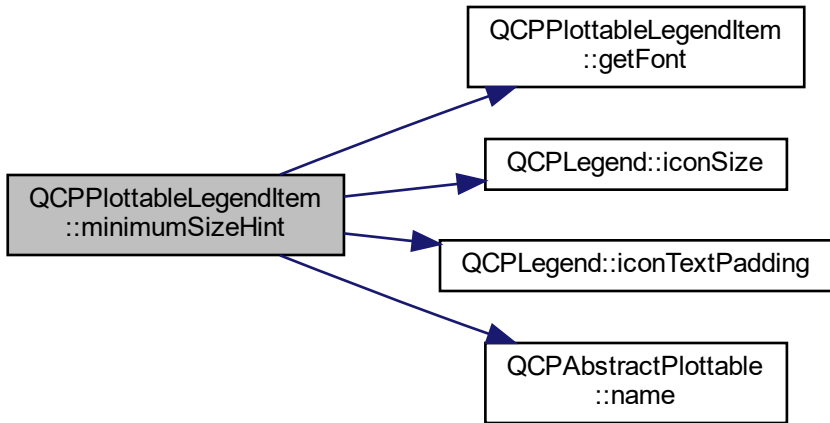 QCPPlottableLegendItem
::getFont
QCPLegend::iconSize
QCPPlottableLegendItem
::minimumSizeHint
QCPLegend::iconTextPadding
QCPAbstractPlottable
::name